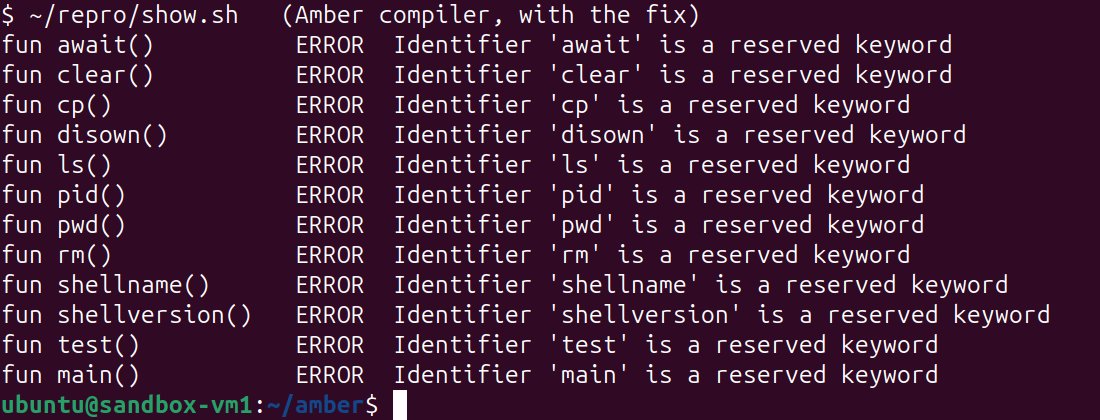 $ ~/repro/show.sh   (Amber compiler, with the fix)
fun await()         ERROR  Identifier 'await' is a reserved keyword
fun clear()         ERROR  Identifier 'clear' is a reserved keyword
fun cp()            ERROR  Identifier 'cp' is a reserved keyword
fun disown()        ERROR  Identifier 'disown' is a reserved keyword
fun ls()            ERROR  Identifier 'ls' is a reserved keyword
fun pid()           ERROR  Identifier 'pid' is a reserved keyword
fun pwd()           ERROR  Identifier 'pwd' is a reserved keyword
fun rm()            ERROR  Identifier 'rm' is a reserved keyword
fun shellname()     ERROR  Identifier 'shellname' is a reserved keyword
fun shellversion()  ERROR  Identifier 'shellversion' is a reserved keyword
fun test()          ERROR  Identifier 'test' is a reserved keyword
fun main()          ERROR  Identifier 'main' is a reserved keyword
ubuntu@sandbox-vm1:~/amber$